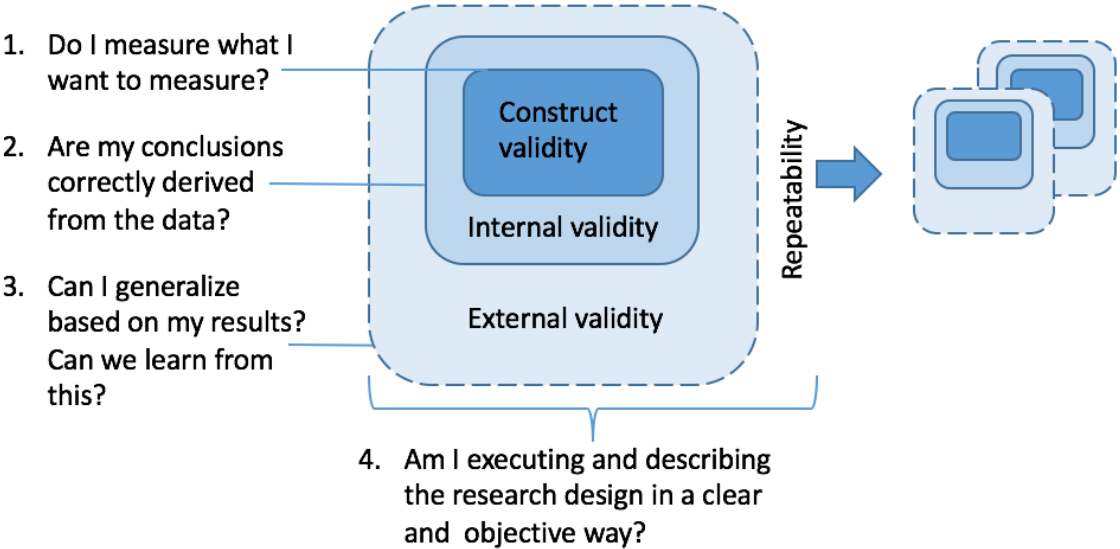 1. Do I measure what I
want to measure?
2. Are my conclusions
correctly derived
from the data?
3. Can I generalize
based on my results?
Can we learn from
this?
Construct
validity
Internal validity
External validity
Repeatability
4. Am I executing and describing
the research design in a clear
and objective way?